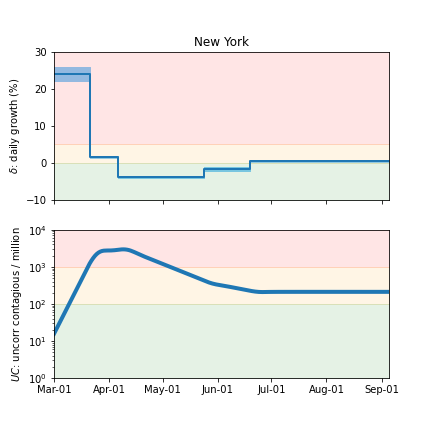 New York
δ: daily growth (%)
30
20
10
0
−10
UC: uncorr contagious / million
10⁴
10³
10²
10¹
10⁰
Mar-01 Apr-01 May-01 Jun-01 Jul-01 Aug-01 Sep-01